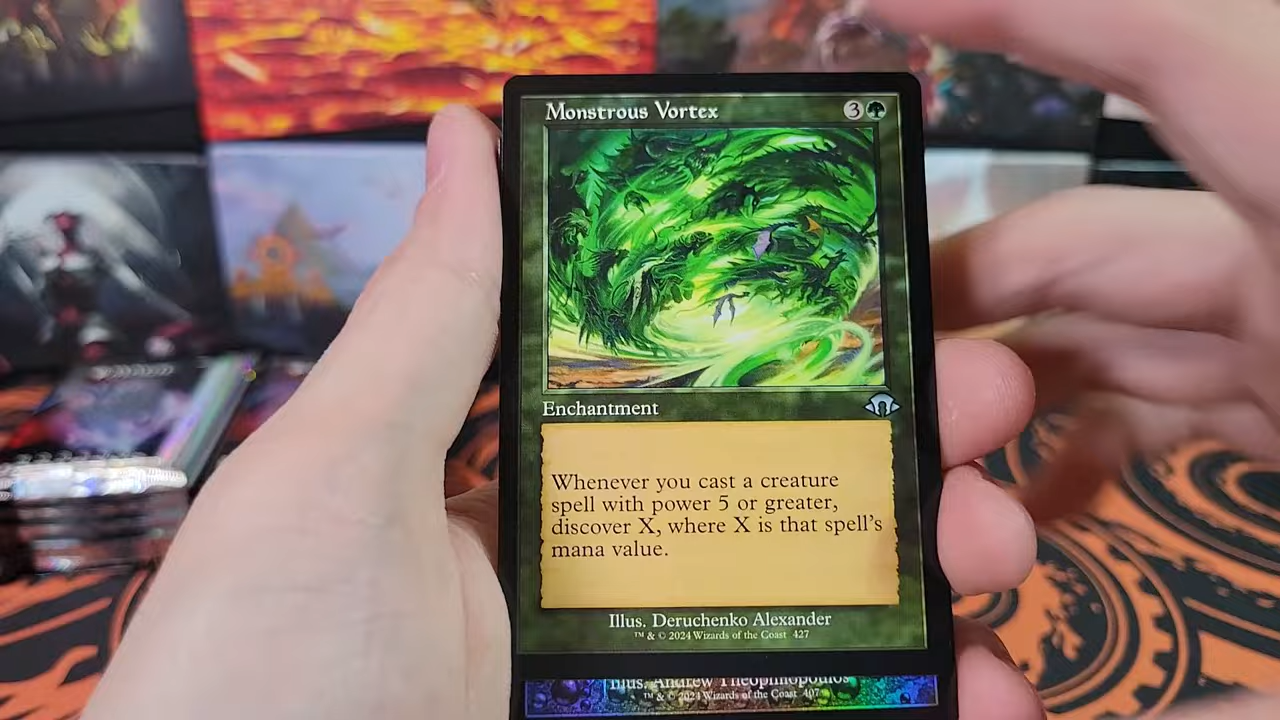 Monstrous Vortex 3
Enchantment
Whenever you cast a creature
spell with power 5 or greater,
discover X, where X is that spell's
mana value.
Illus. Deruchenko Alexander
™ & © 2024 Wizards of the Coast 427
Illus. Andrew Theophilopoulos
™ & © 2024 Wizards of the Coast 407